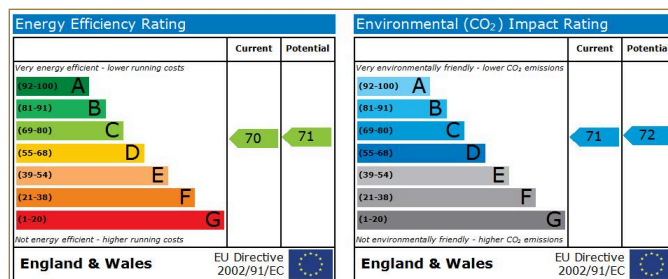 Energy Efficiency Rating
Current Potential
Very energy efficient - lower running costs
(92-100) A
(81-91) B
(69-80) C
70 71
(55-68) D
(39-54) E
(21-38) F
(1-20) G
Not energy efficient - higher running costs
England & Wales
EU Directive
2002/91/EC
Environmental (CO₂) Impact Rating
Current Potential
Very environmentally friendly - lower CO₂ emissions
(92-100) A
(81-91) B
(69-80) C
71 72
(55-68) D
(39-54) E
(21-38) F
(1-20) G
Not environmentally friendly - higher CO₂ emissions
England & Wales
EU Directive
2002/91/EC